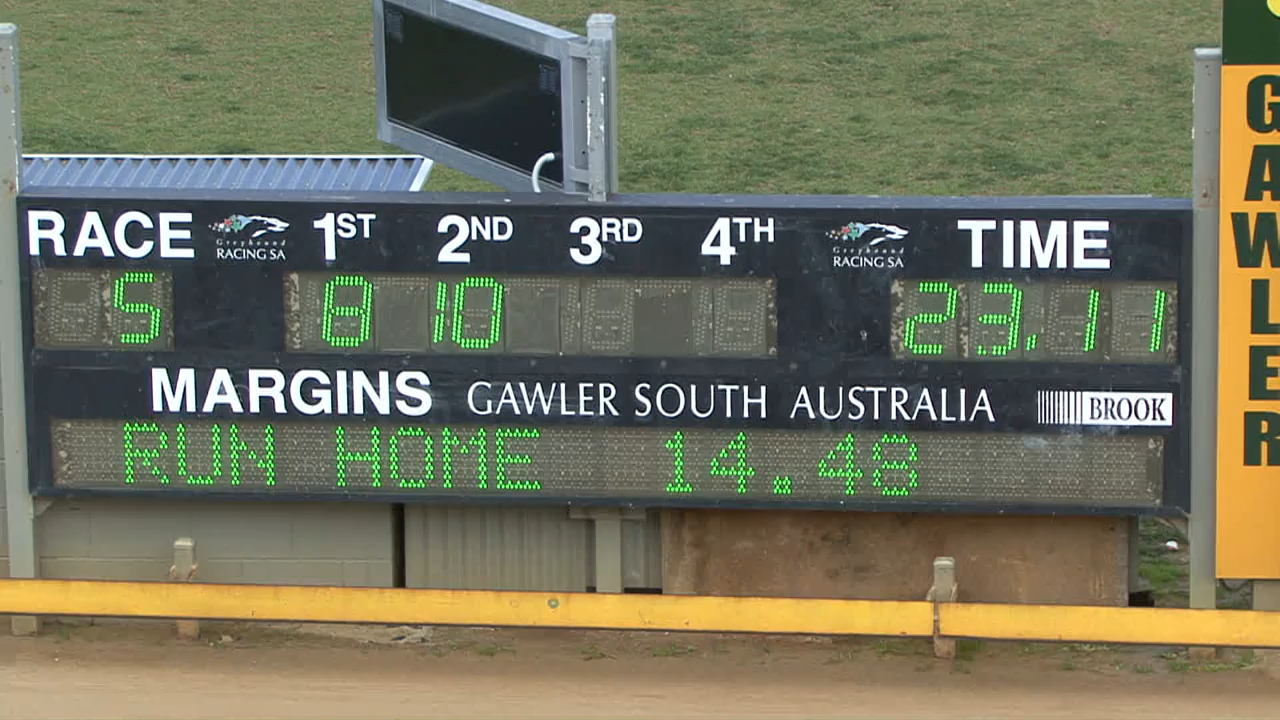 RACE Greyhound RACING SA 1ST 2ND 3RD 4TH Greyhound RACING SA TIME
5 8 10 23.11
MARGINS GAWLER SOUTH AUSTRALIA BROOK
RUN HOME 14.48
GAWLER